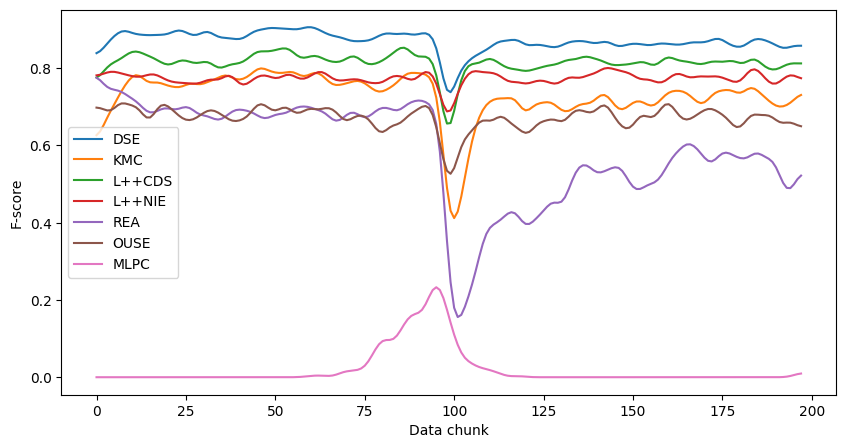 0.8
0.6
0.4
0.2
0.0
F-score
DSE
KMC
L++CDS
L++NIE
REA
OUSE
MLPC
0 25 50 75 100 125 150 175 200
Data chunk